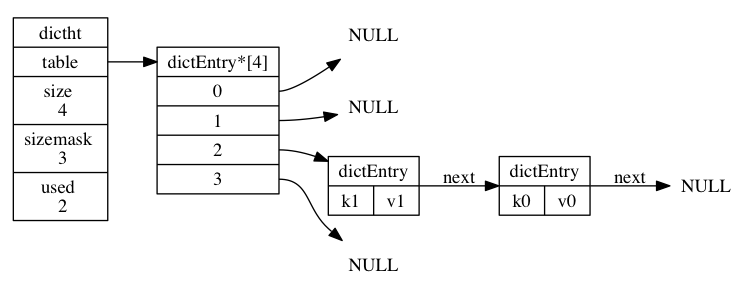 dictht
table
size
4
sizemask
3
used
2
dictEntry*[4]
0
1
2
3
NULL
NULL
dictEntry
k1 v1
next
dictEntry
k0 v0
next
NULL
NULL